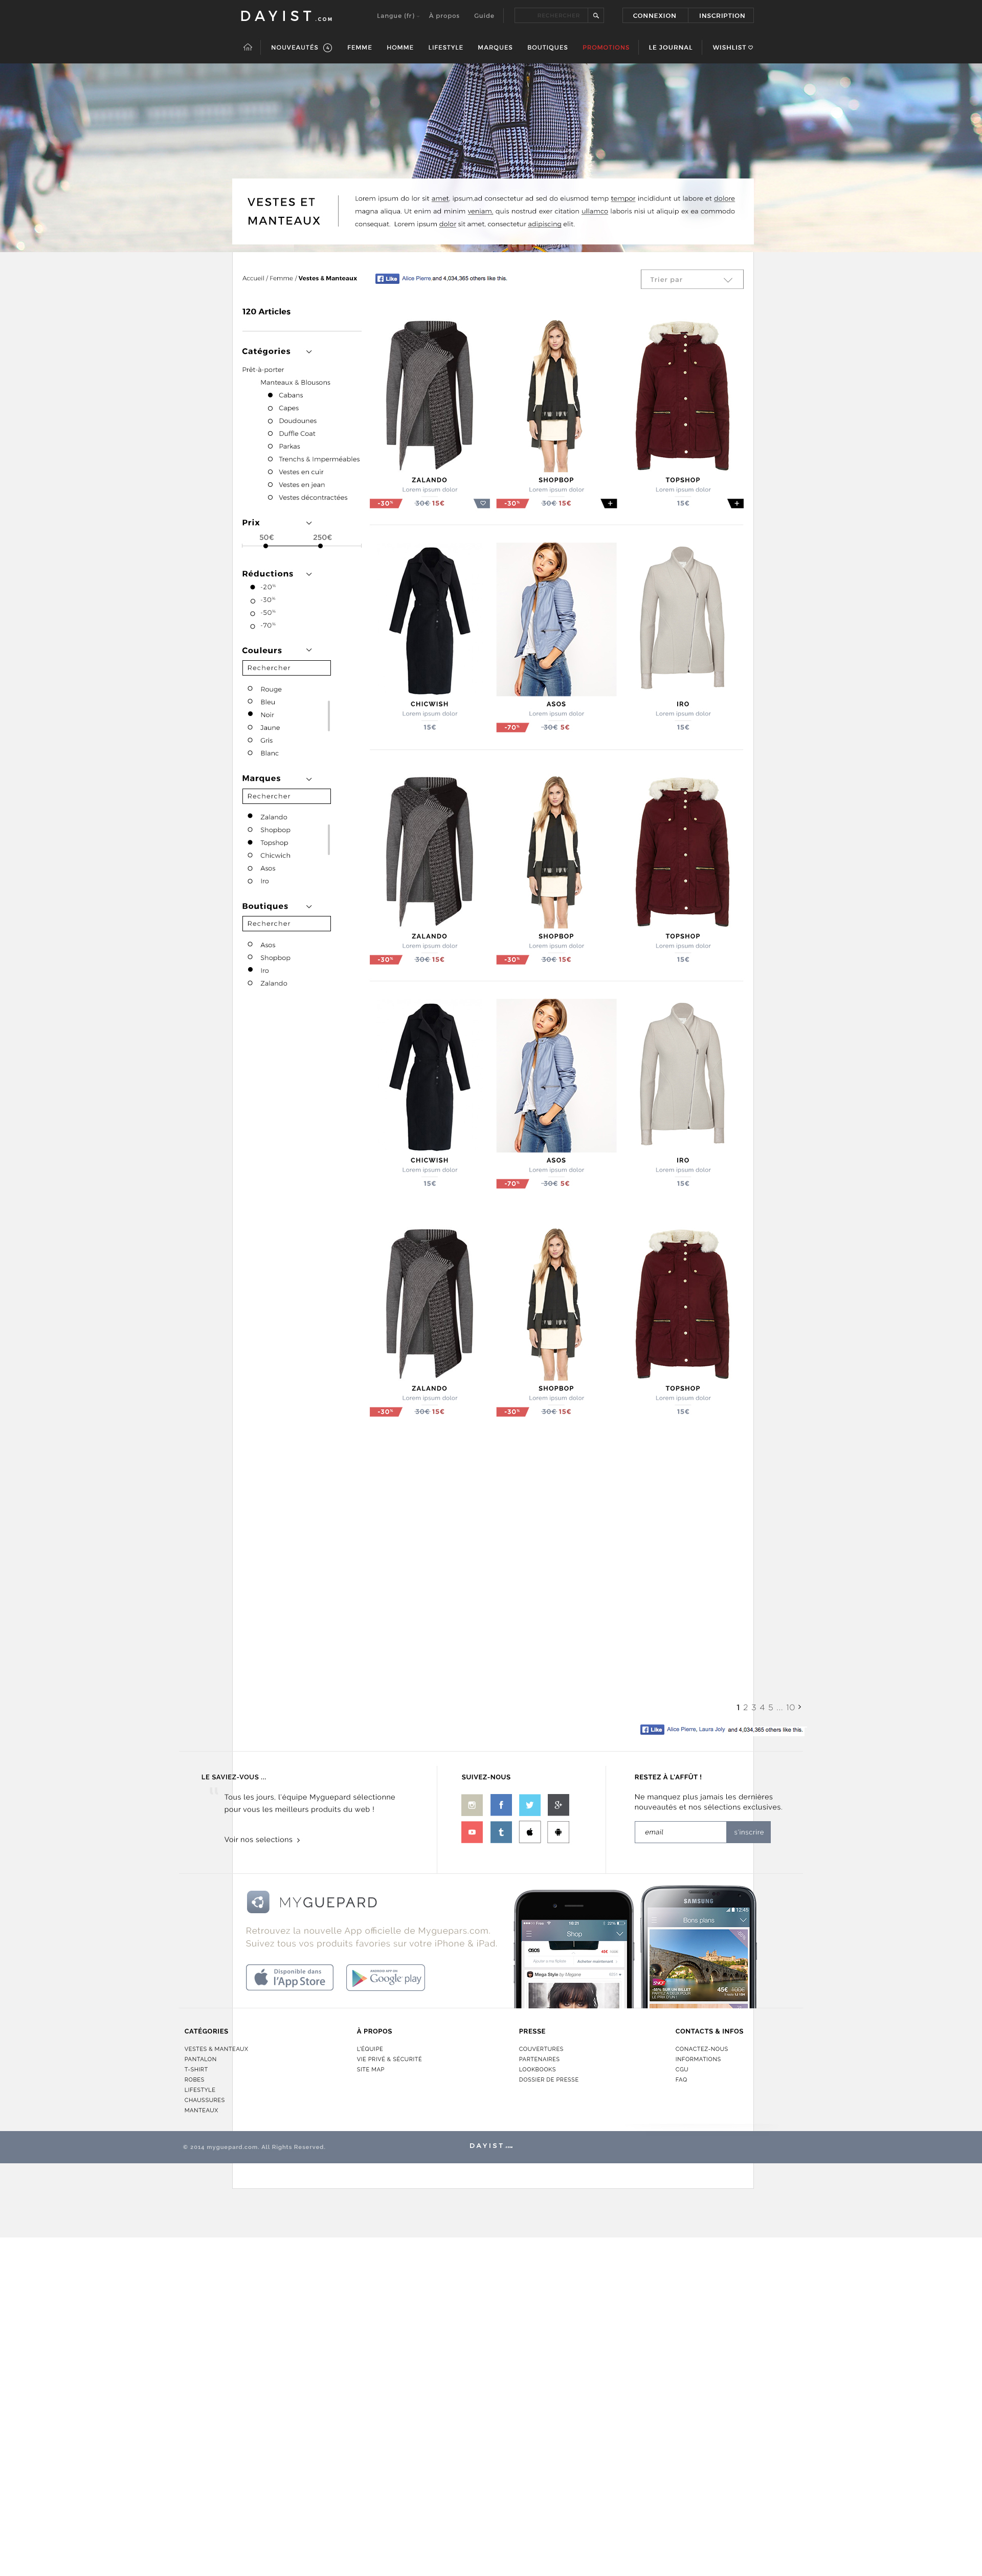 DAYIST.COM
Langue (fr)
À propos
Guide
RECHERCHER
CONNEXION
INSCRIPTION
NOUVEAUTÉS
FEMME
HOMME
LIFESTYLE
MARQUES
BOUTIQUES
PROMOTIONS
LE JOURNAL
WISHLIST
VESTES ET
MANTEAUX
Lorem ipsum do lor sit amet, ipsum,ad consectetur ad sed do eiusmod temp tempor incididunt ut labore et dolore
magna aliqua. Ut enim ad minim veniam, quis nostrud exer citation ullamco laboris nisi ut aliquip ex ea commodo
consequat. Lorem ipsum dolor sit amet, consectetur adipiscing elit.
Accueil / Femme / Vestes & Manteaux
Like Alice Pierre,and 4,034,365 others like this.
Trier par
120 Articles
Catégories
Prêt-à-porter
Manteaux & Blousons
Cabans
Capes
Doudounes
Duffle Coat
Parkas
Trenchs & Imperméables
Vestes en cuir
Vestes en jean
Vestes décontractées
Prix
50€ 250€
Réductions
-20%
-30%
-50%
-70%
Couleurs
Rechercher
Rouge
Bleu
Noir
Jaune
Gris
Blanc
Marques
Rechercher
Zalando
Shopbop
Topshop
Chicwich
Asos
Iro
Boutiques
Rechercher
Asos
Shopbop
Iro
Zalando
ZALANDO
Lorem ipsum dolor
-30% 30€ 15€
SHOPBOP
Lorem ipsum dolor
-30% 30€ 15€
TOPSHOP
Lorem ipsum dolor
15€
CHICWISH
Lorem ipsum dolor
15€
ASOS
Lorem ipsum dolor
-70% 30€ 5€
IRO
Lorem ipsum dolor
15€
ZALANDO
Lorem ipsum dolor
-30% 30€ 15€
SHOPBOP
Lorem ipsum dolor
-30% 30€ 15€
TOPSHOP
Lorem ipsum dolor
15€
CHICWISH
Lorem ipsum dolor
15€
ASOS
Lorem ipsum dolor
-70% 30€ 5€
IRO
Lorem ipsum dolor
15€
ZALANDO
Lorem ipsum dolor
-30% 30€ 15€
SHOPBOP
Lorem ipsum dolor
-30% 30€ 15€
TOPSHOP
Lorem ipsum dolor
15€
1 2 3 4 5 ... 10 >
Like Alice Pierre, Laura Joly and 4,034,365 others like this.
LE SAVIEZ-VOUS ...
Tous les jours, l'équipe Myguepard sélectionne
pour vous les meilleurs produits du web !
Voir nos selections >
SUIVEZ-NOUS
RESTEZ À L'AFFÛT !
Ne manquez plus jamais les dernières
nouveautés et nos sélections exclusives.
email
s'inscrire
MYGUEPARD
Retrouvez la nouvelle App officielle de Myguepars.com.
Suivez tous vos produits favories sur votre iPhone & iPad.
Disponible dans
l'App Store
Google play
Free
16:21
Shop
asos
Mega Style by Megane
SAMSUNG
12:45
Bons plans
45€
CATÉGORIES
VESTES & MANTEAUX
PANTALON
T-SHIRT
ROBES
LIFESTYLE
CHAUSSURES
MANTEAUX
À PROPOS
L'ÉQUIPE
VIE PRIVÉ & SÉCURITÉ
SITE MAP
PRESSE
COUVERTURES
PARTENAIRES
LOOKBOOKS
DOSSIER DE PRESSE
CONTACTS & INFOS
CONACTEZ-NOUS
INFORMATIONS
CGU
FAQ
© 2014 myguepard.com. All Rights Reserved.
DAYIST.COM